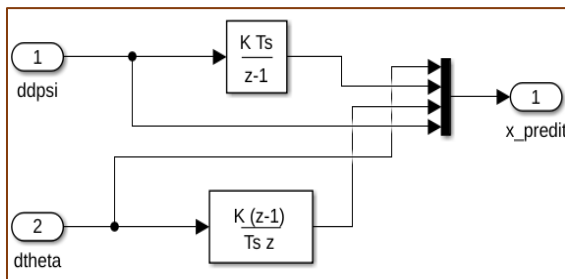 1
ddpsi
K Ts
z-1
1
x_predit
2
dtheta
K (z-1)
Ts z